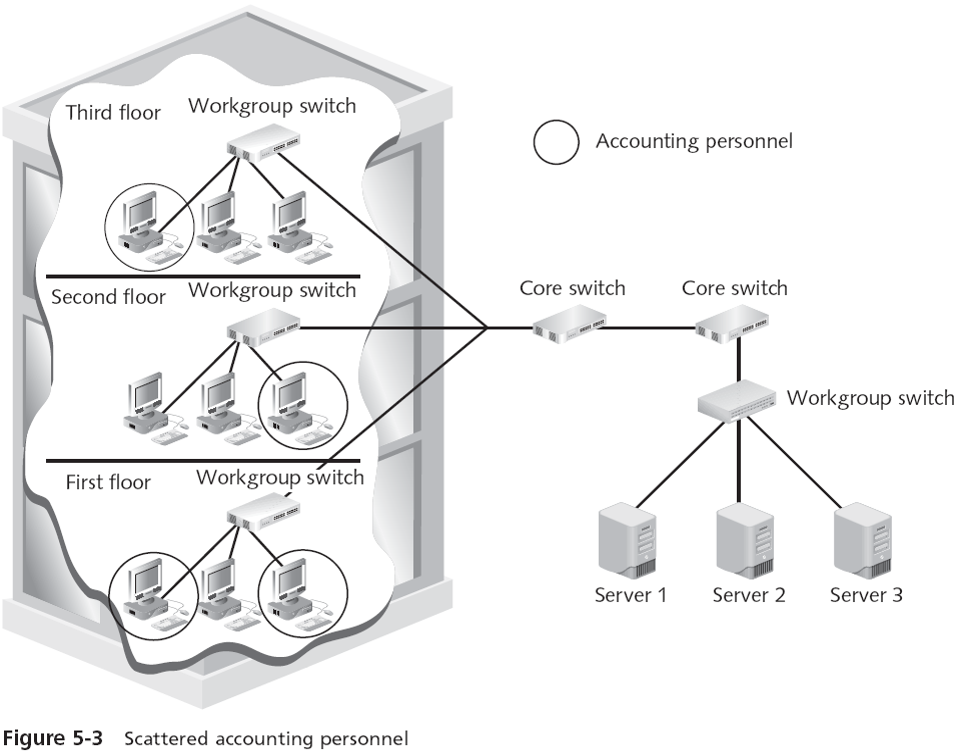 Third floor
Workgroup switch
Accounting personnel
Second floor
Workgroup switch
Core switch
Core switch
Workgroup switch
First floor
Workgroup switch
Server 1
Server 2
Server 3
Figure 5-3 Scattered accounting personnel